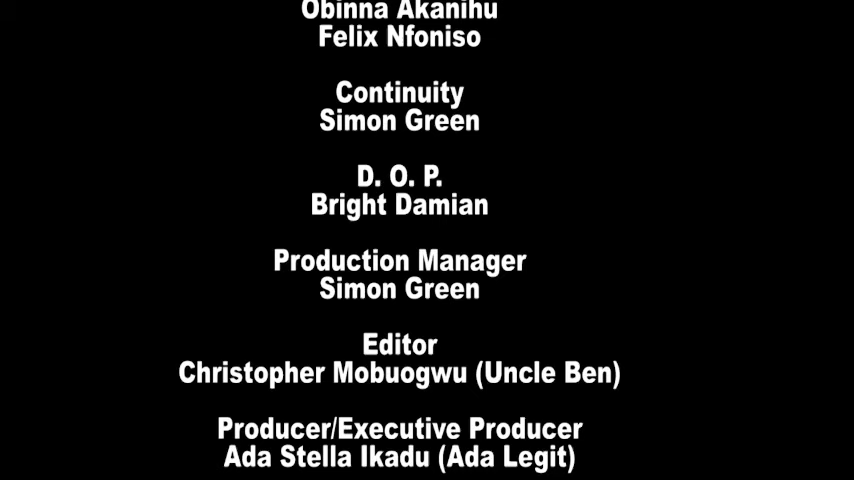 Obinna Akanihu
Felix Nfoniso
Continuity
Simon Green
D. O. P.
Bright Damian
Production Manager
Simon Green
Editor
Christopher Mobuogwu (Uncle Ben)
Producer/Executive Producer
Ada Stella Ikadu (Ada Legit)